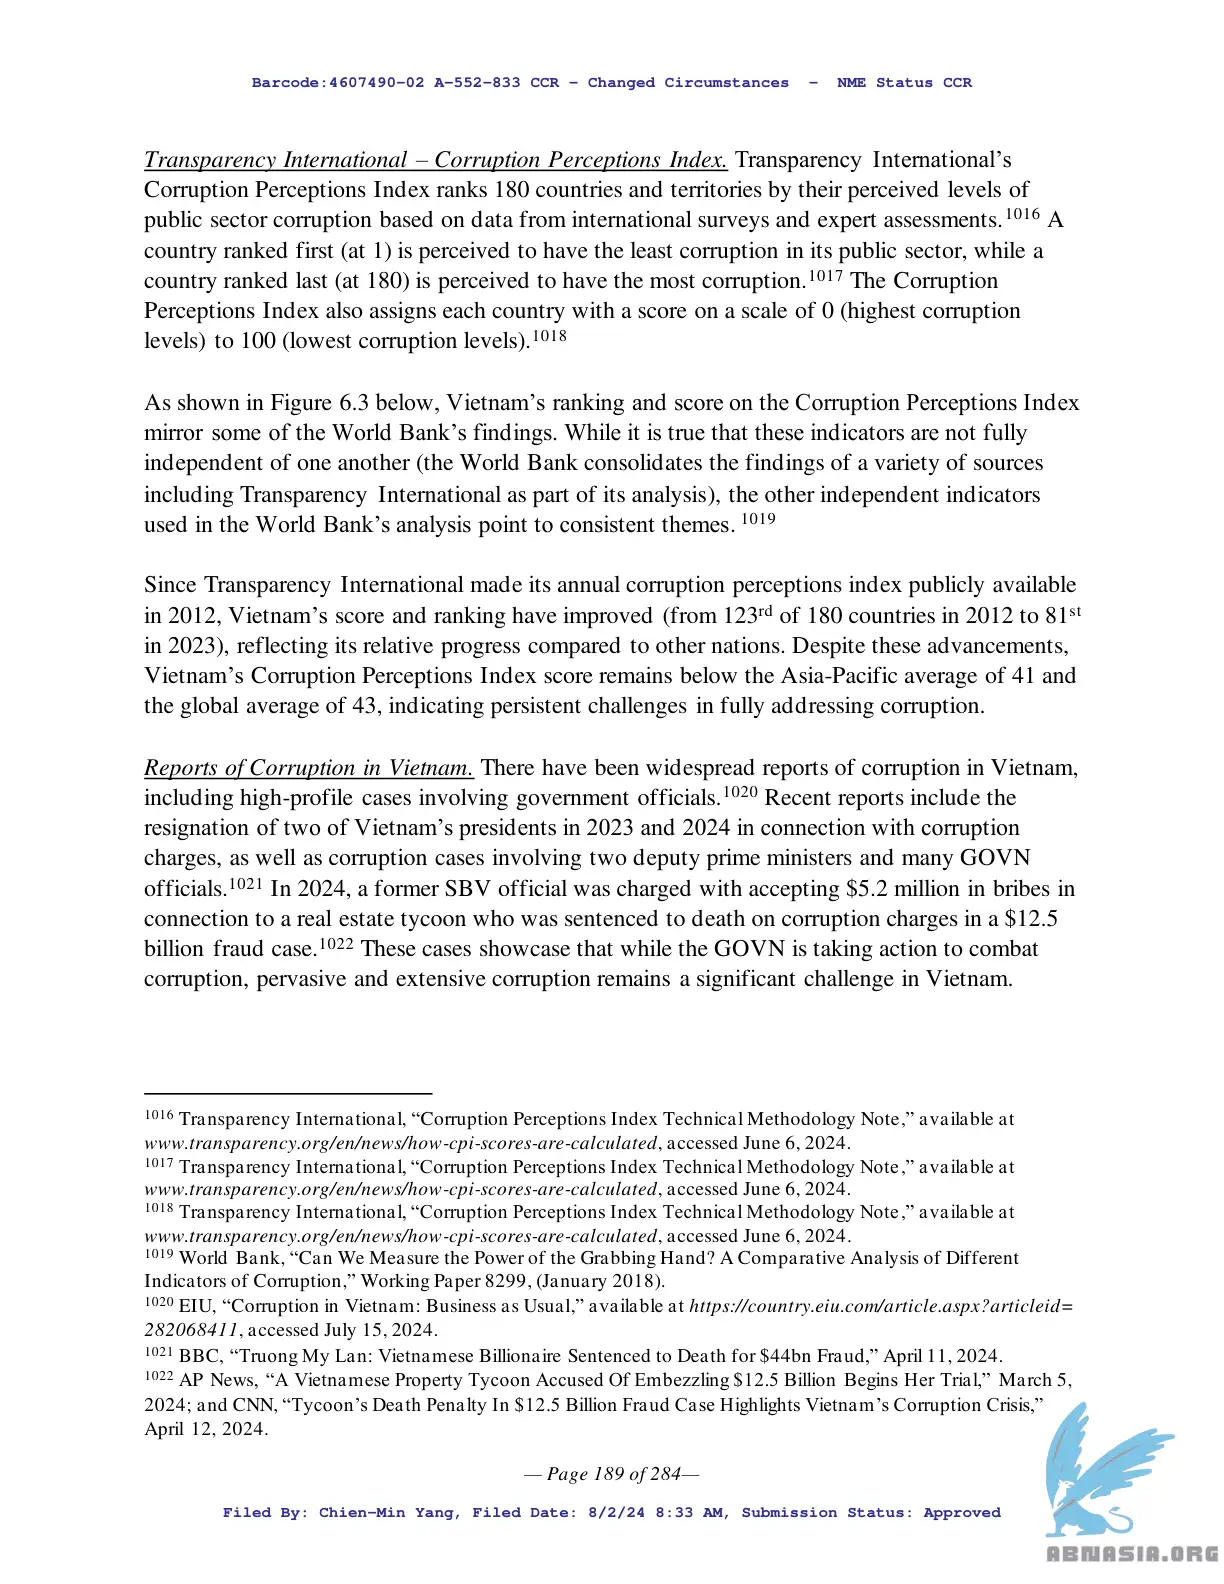 Barcode:4607490-02 A-552-833 CCR - Changed Circumstances - NME Status CCR
Transparency International – Corruption Perceptions Index. Transparency International's
Corruption Perceptions Index ranks 180 countries and territories by their perceived levels of
public sector corruption based on data from international surveys and expert assessments.1016 A
country ranked first (at 1) is perceived to have the least corruption in its public sector, while a
country ranked last (at 180) is perceived to have the most corruption.1017 The Corruption
Perceptions Index also assigns each country with a score on a scale of 0 (highest corruption
levels) to 100 (lowest corruption levels).1018
As shown in Figure 6.3 below, Vietnam's ranking and score on the Corruption Perceptions Index
mirror some of the World Bank's findings. While it is true that these indicators are not fully
independent of one another (the World Bank consolidates the findings of a variety of sources
including Transparency International as part of its analysis), the other independent indicators
used in the World Bank's analysis point to consistent themes. 1019
Since Transparency International made its annual corruption perceptions index publicly available
in 2012, Vietnam's score and ranking have improved (from 123rd of 180 countries in 2012 to 81st
in 2023), reflecting its relative progress compared to other nations. Despite these advancements,
Vietnam's Corruption Perceptions Index score remains below the Asia-Pacific average of 41 and
the global average of 43, indicating persistent challenges in fully addressing corruption.
Reports of Corruption in Vietnam. There have been widespread reports of corruption in Vietnam,
including high-profile cases involving government officials.1020 Recent reports include the
resignation of two of Vietnam's presidents in 2023 and 2024 in connection with corruption
charges, as well as corruption cases involving two deputy prime ministers and many GOVN
officials.1021 In 2024, a former SBV official was charged with accepting $5.2 million in bribes in
connection to a real estate tycoon who was sentenced to death on corruption charges in a $12.5
billion fraud case.1022 These cases showcase that while the GOVN is taking action to combat
corruption, pervasive and extensive corruption remains a significant challenge in Vietnam.
1016 Transparency International, “Corruption Perceptions Index Technical Methodology Note,” available at
www.transparency.org/en/news/how-cpi-scores-are-calculated, accessed June 6, 2024.
1017 Transparency International, “Corruption Perceptions Index Technical Methodology Note,” available at
www.transparency.org/en/news/how-cpi-scores-are-calculated, accessed June 6, 2024.
1018 Transparency International, “Corruption Perceptions Index Technical Methodology Note,” available at
www.transparency.org/en/news/how-cpi-scores-are-calculated, accessed June 6, 2024.
1019 World Bank, “Can We Measure the Power of the Grabbing Hand? A Comparative Analysis of Different
Indicators of Corruption,” Working Paper 8299, (January 2018).
1020 EIU, “Corruption in Vietnam: Business as Usual,” available at https://country.eiu.com/article.aspx?articleid=
282068411, accessed July 15, 2024.
1021 BBC, “Truong My Lan: Vietnamese Billionaire Sentenced to Death for $44bn Fraud,” April 11, 2024.
1022 AP News, “A Vietnamese Property Tycoon Accused Of Embezzling $12.5 Billion Begins Her Trial,” March 5,
2024; and CNN, “Tycoon's Death Penalty In $12.5 Billion Fraud Case Highlights Vietnam's Corruption Crisis,”
April 12, 2024.
— Page 189 of 284—
Filed By: Chien-Min Yang, Filed Date: 8/2/24 8:33 AM, Submission Status: Approved
ABNASIA.ORG